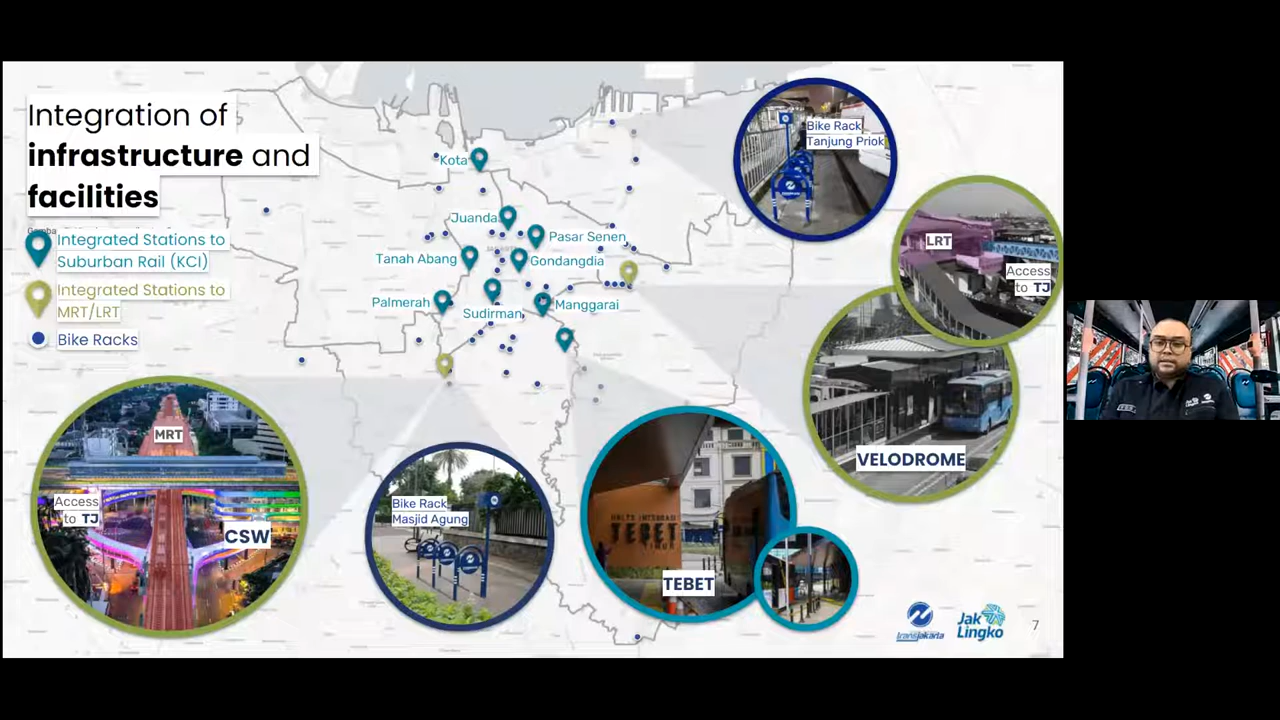 Integration of
infrastructure and
facilities
Integrated Stations to
Suburban Rail (KCI)
Integrated Stations to
MRT/LRT
Bike Racks
Kota
Juanda
Pasar Senen
Tanah Abang
Gondangdia
Palmerah
Sudirman
Manggarai
Bike Rack
Tanjung Priok
LRT
Access
to TJ
VELODROME
MRT
Access
to TJ
CSW
Bike Rack
Masjid Agung
HALTE INTEGRASI
TEBET
TIMUR
TEBET
transjakarta
Jak
Lingko
7